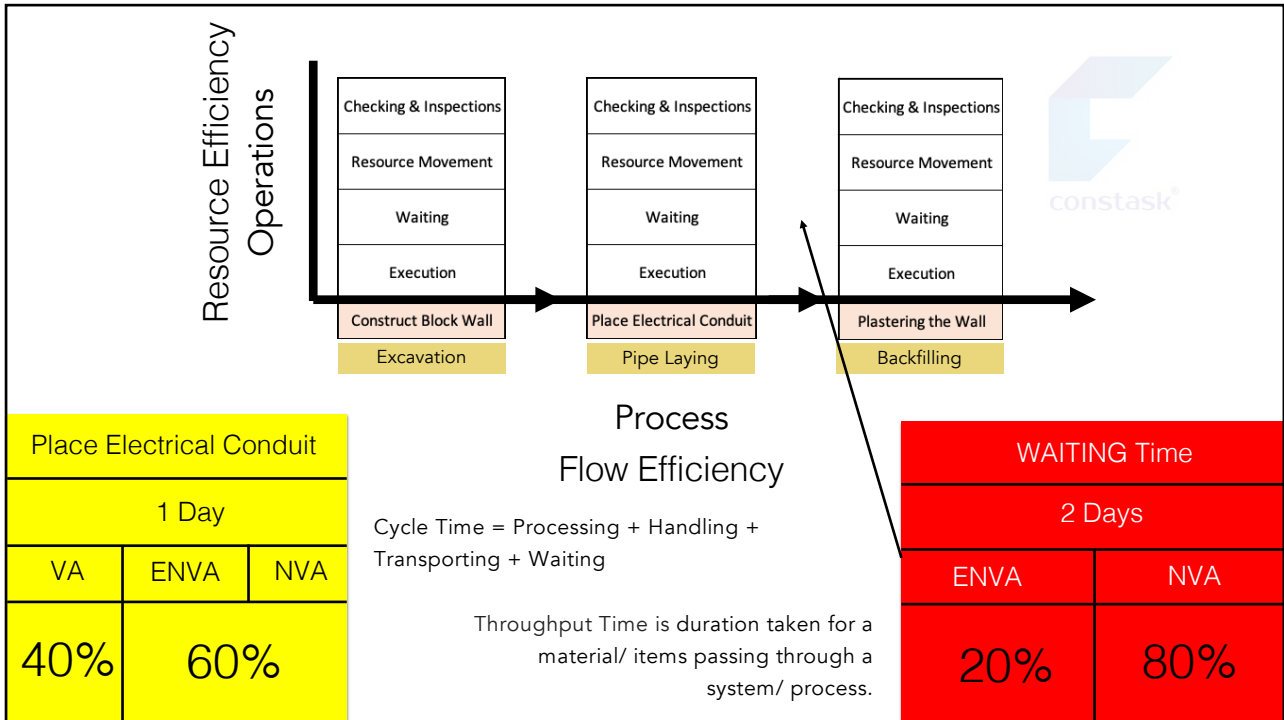 Resource Efficiency
Operations
Checking & Inspections
Resource Movement
Waiting
Execution
Construct Block Wall
Excavation
Checking & Inspections
Resource Movement
Waiting
Execution
Place Electrical Conduit
Pipe Laying
Checking & Inspections
Resource Movement
Waiting
Execution
Plastering the Wall
Backfilling
constask®
Process
Flow Efficiency
Cycle Time = Processing + Handling +
Transporting + Waiting
Throughput Time is duration taken for a
material/ items passing through a
system/ process.
Place Electrical Conduit
1 Day
VA ENVA NVA
40% 60%
WAITING Time
2 Days
ENVA NVA
20% 80%